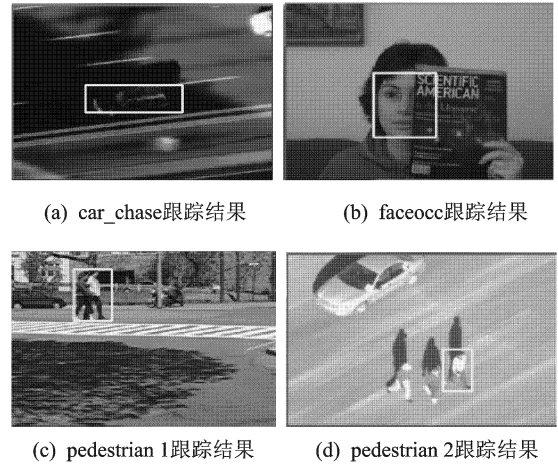 SCIENTIFIC
AMERICAN
(a) car_chase跟踪结果
(b) faceocc跟踪结果
(c) pedestrian 1跟踪结果
(d) pedestrian 2跟踪结果